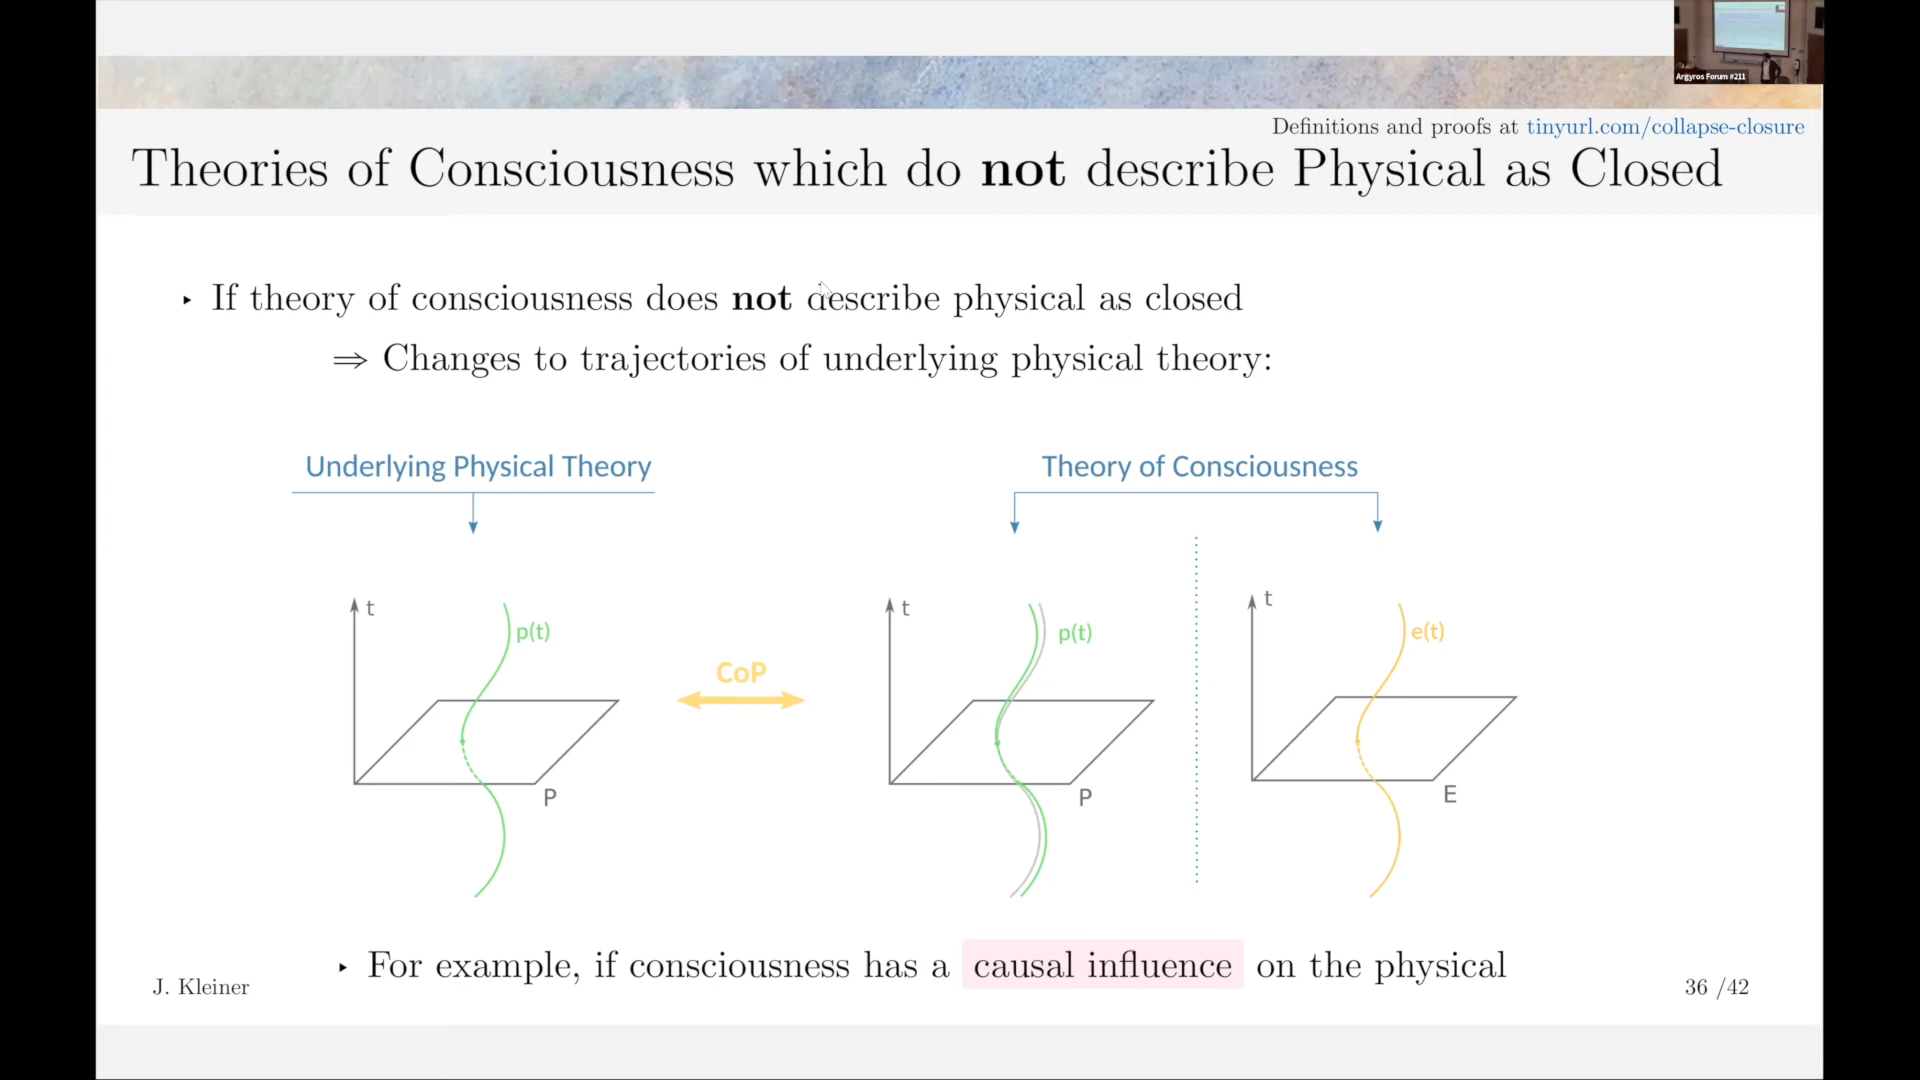 Argyros Forum #211
Definitions and proofs at tinyurl.com/collapse-closure
Theories of Consciousness which do not describe Physical as Closed
‣ If theory of consciousness does not describe physical as closed
⇒ Changes to trajectories of underlying physical theory:
Underlying Physical Theory
Theory of Consciousness
t
p(t)
P
CoP
t
p(t)
P
t
e(t)
E
‣ For example, if consciousness has a causal influence on the physical
J. Kleiner
36 /42